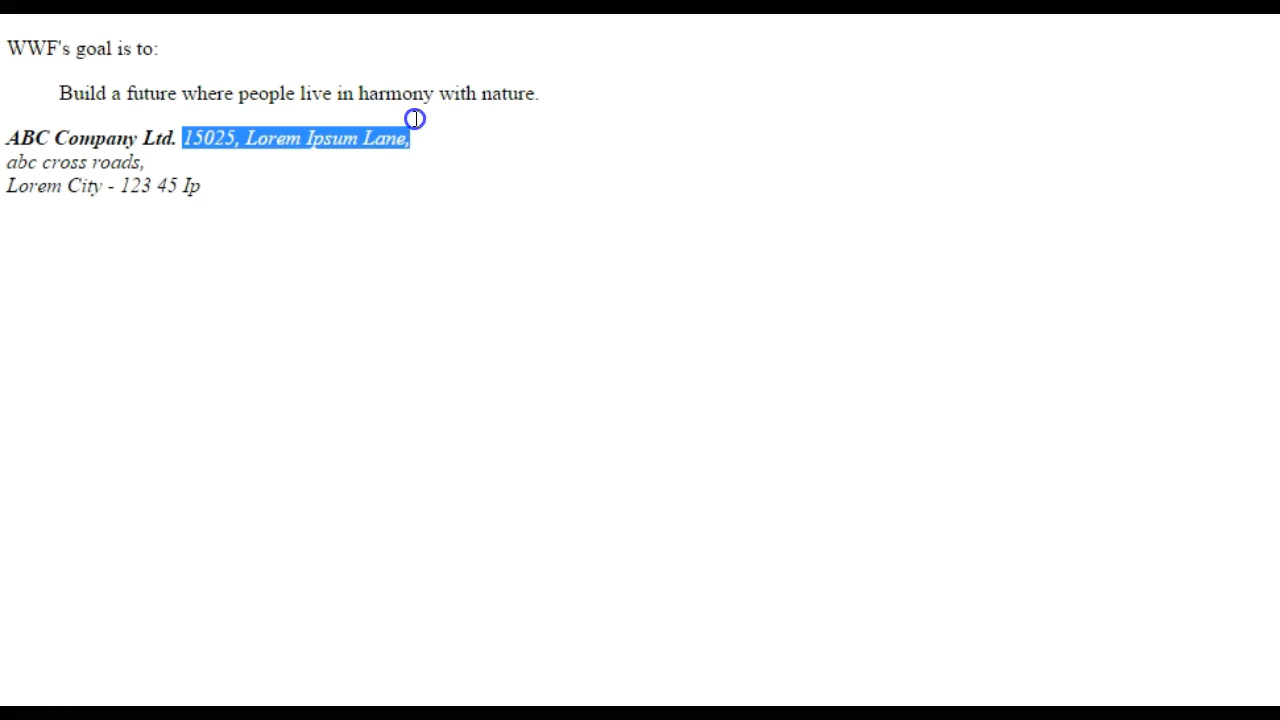 WWF's goal is to:
Build a future where people live in harmony with nature.
ABC Company Ltd. 15025, Lorem Ipsum Lane,
abc cross roads,
Lorem City - 123 45 Ip